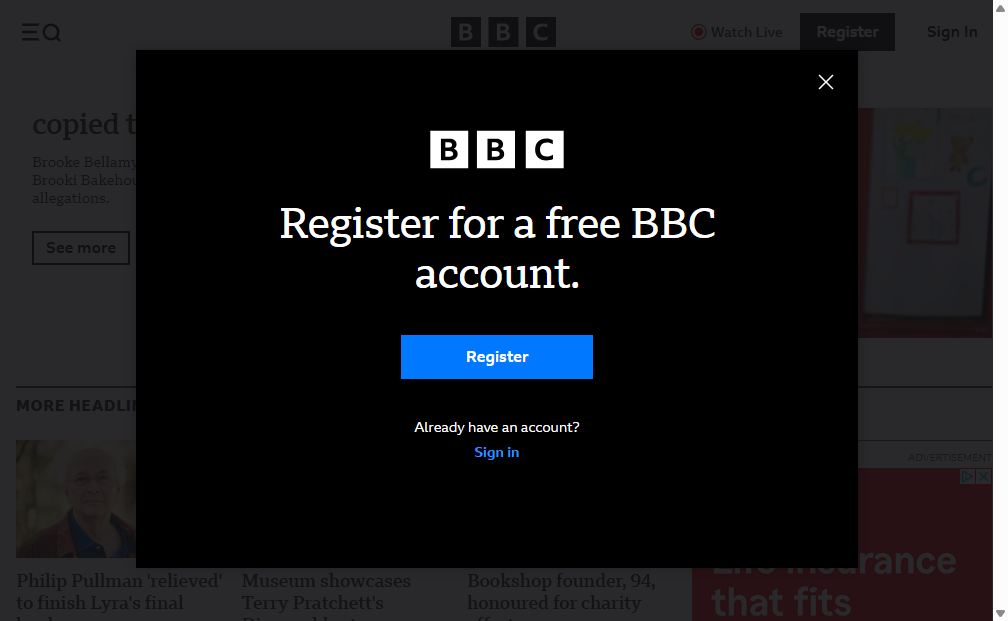 BBC
Watch Live
Register
Sign In
copied t
Brooke Bellamy
Brooki Bakehou
allegations.
See more
BBC
Register for a free BBC
account.
Register
Already have an account?
Sign in
MORE HEADLIN
ADVERTISEMENT
Philip Pullman 'relieved'
to finish Lyra's final
Museum showcases
Terry Pratchett's
Bookshop founder, 94,
honoured for charity
Life insurance
that fits